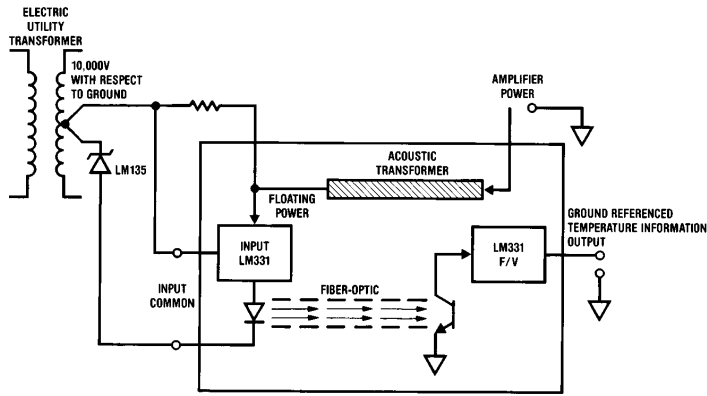 ELECTRIC
UTILITY
TRANSFORMER
10,000V
WITH RESPECT
TO GROUND
LM135
AMPLIFIER
POWER
ACOUSTIC
TRANSFORMER
FLOATING
POWER
INPUT
LM331
INPUT
COMMON
FIBER-OPTIC
LM331
F/V
GROUND REFERENCED
TEMPERATURE INFORMATION
OUTPUT